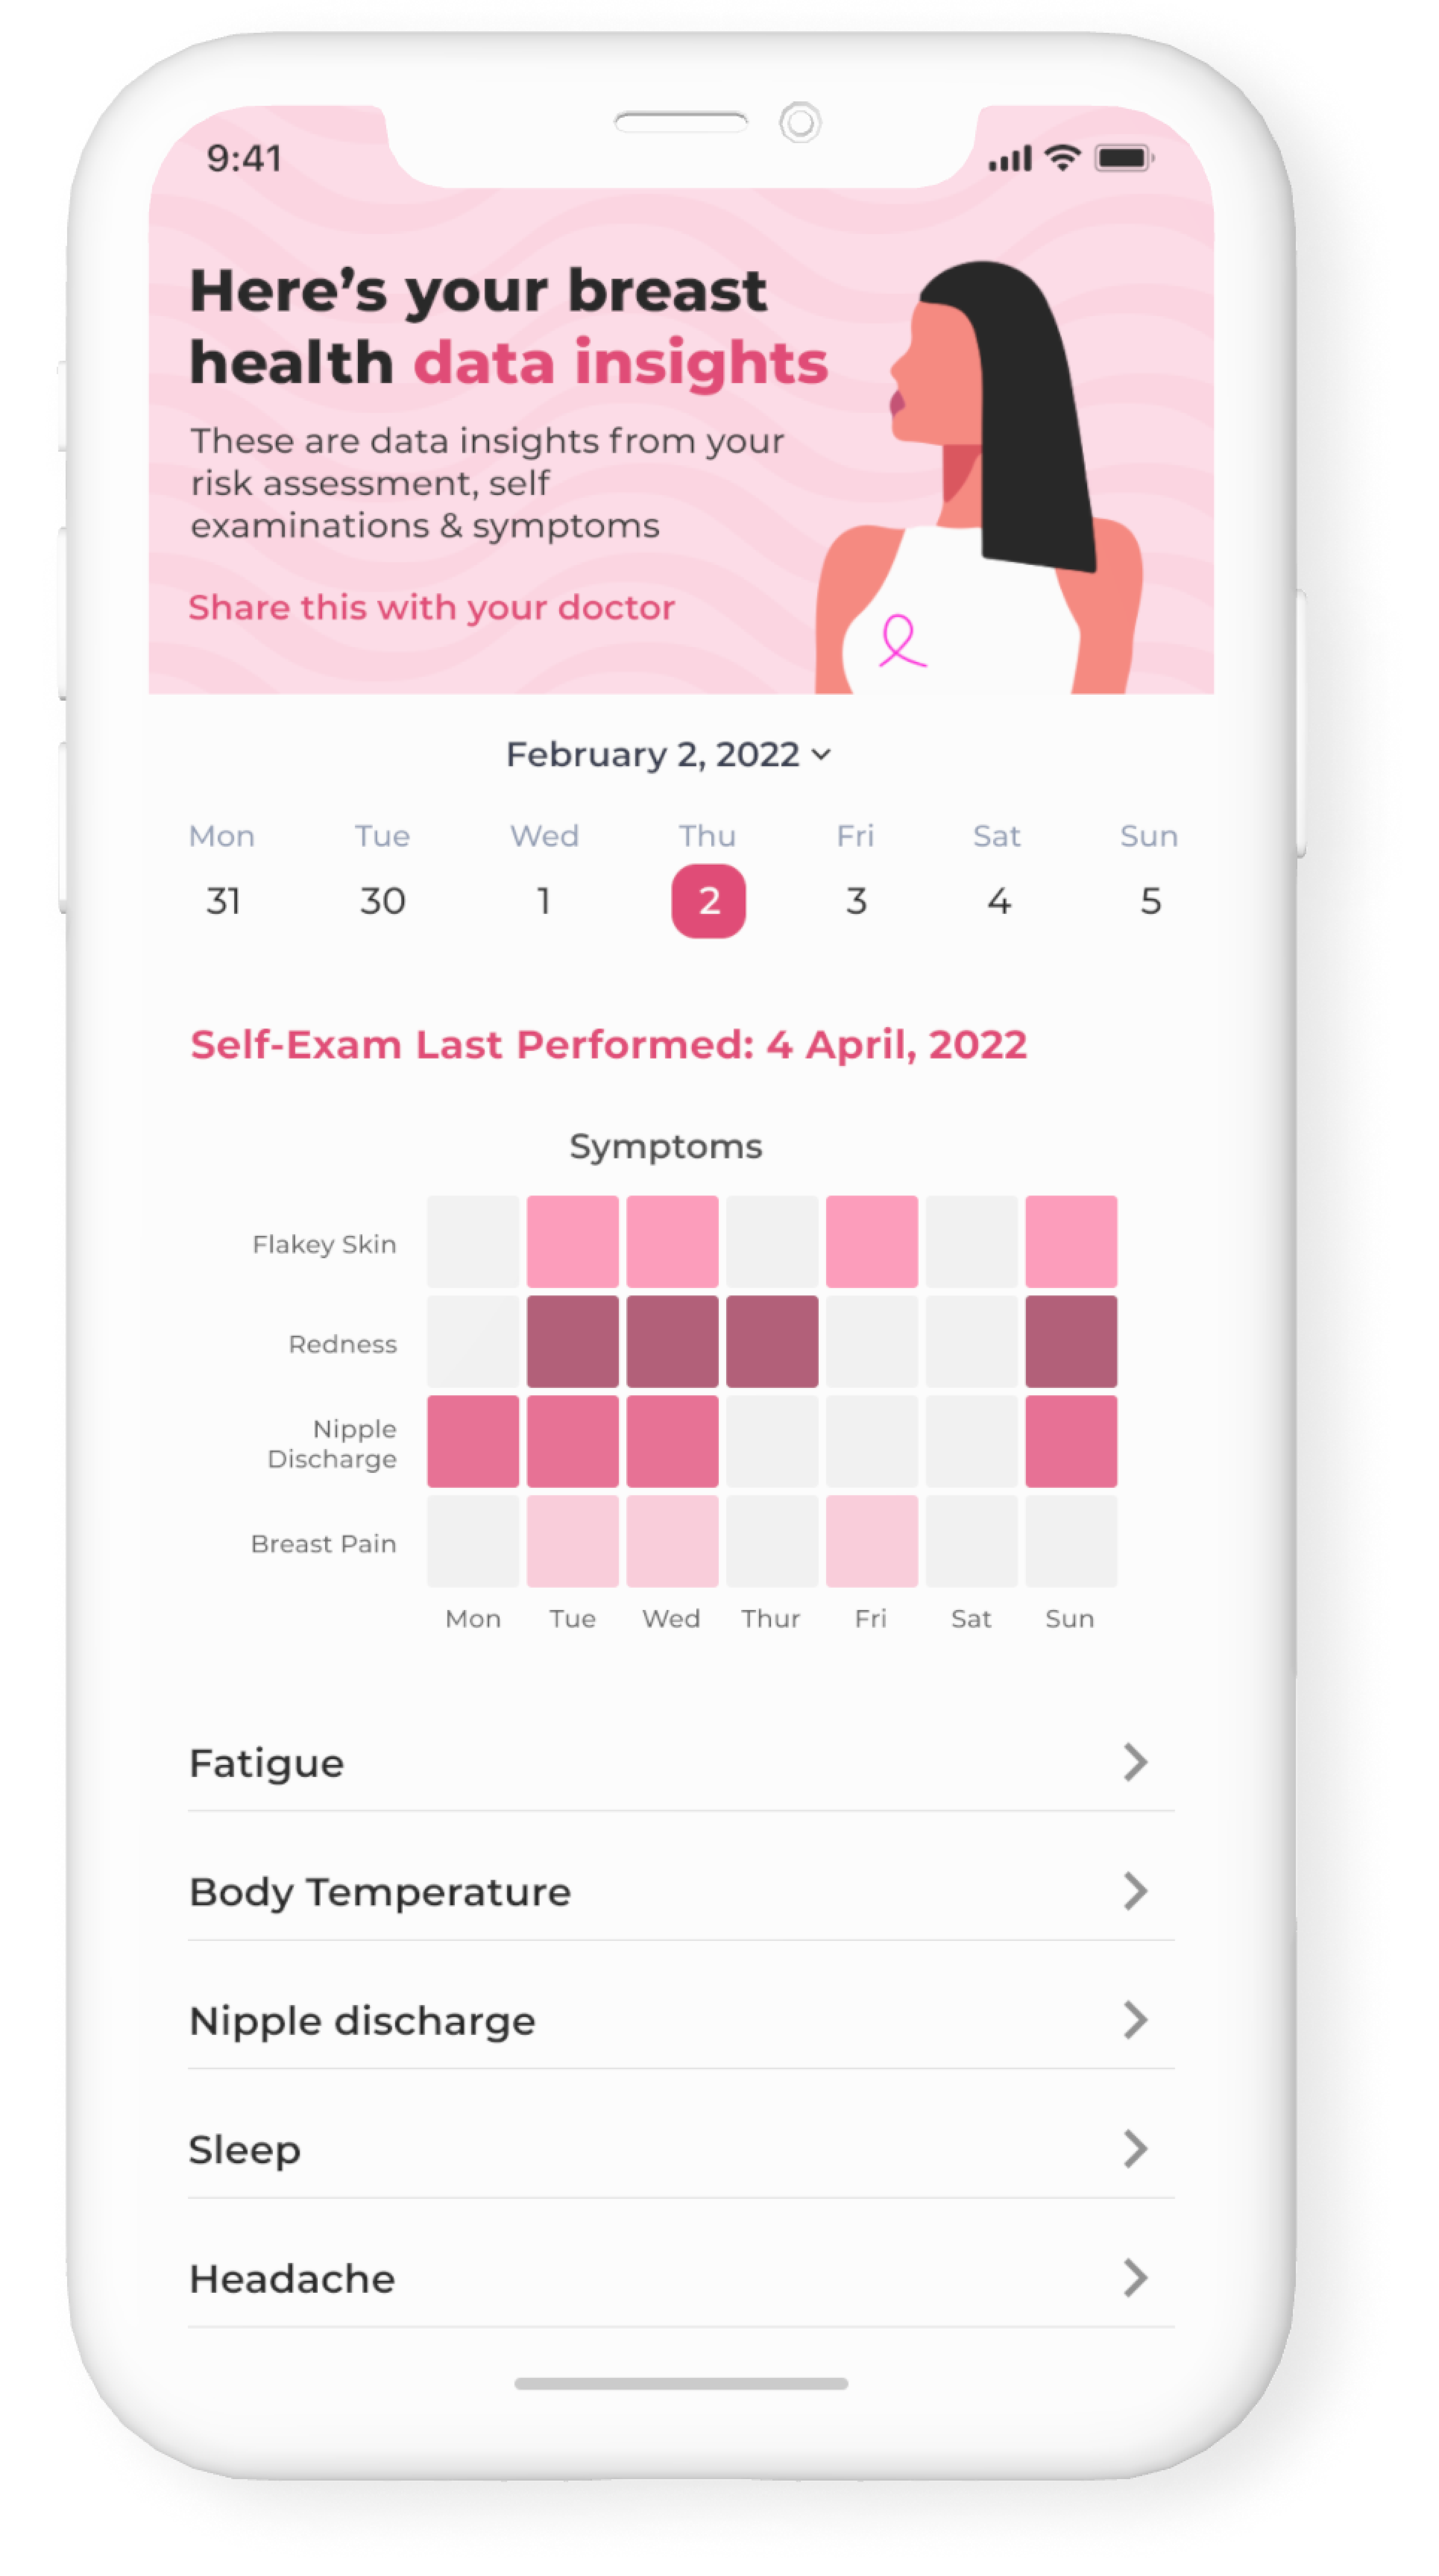 9:41
Here’s your breast
health data insights
These are data insights from your
risk assessment, self
examinations & symptoms
Share this with your doctor
February 2, 2022
Mon Tue Wed Thu Fri Sat Sun
31 30 1 2 3 4 5
Self-Exam Last Performed: 4 April, 2022
Symptoms
Flakey Skin
Redness
Nipple
Discharge
Breast Pain
Mon Tue Wed Thur Fri Sat Sun
Fatigue
Body Temperature
Nipple discharge
Sleep
Headache